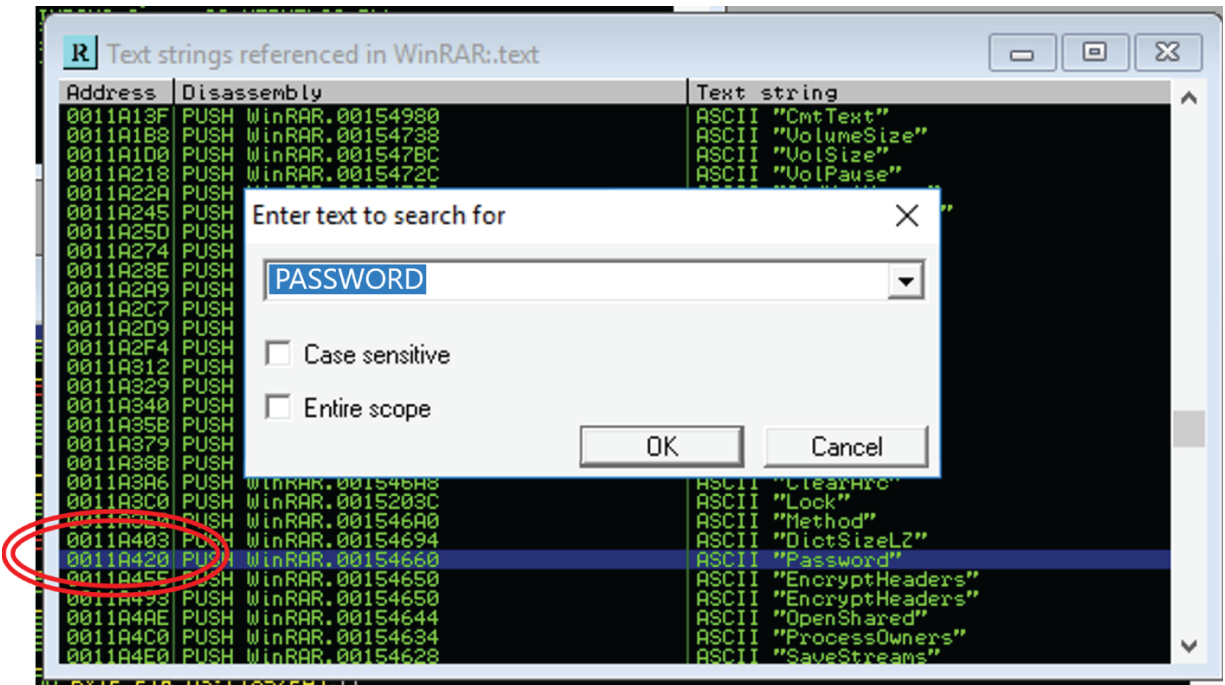 Text strings referenced in WinRAR:.text
Address Disassembly Text string
0011A13F PUSH WinRAR.00154980 ASCII "CmtText"
0011A1B8 PUSH WinRAR.00154738 ASCII "VolumeSize"
0011A1D0 PUSH WinRAR.001547BC ASCII "VolSize"
0011A218 PUSH WinRAR.0015472C ASCII "VolPause"
0011A22A PUSH
0011A245 PUSH
0011A25D PUSH
0011A274 PUSH
0011A28E PUSH
0011A2A9 PUSH
0011A2C7 PUSH
0011A2D9 PUSH
0011A2F4 PUSH
0011A312 PUSH
0011A329 PUSH
0011A340 PUSH
0011A35B PUSH
0011A379 PUSH
0011A38B PUSH
Enter text to search for
PASSWORD
Case sensitive
Entire scope
OK Cancel
0011A3A6 PUSH WinRAR.001546A8 ASCII "ClearArc"
0011A3C0 PUSH WinRAR.0015203C ASCII "Lock"
PUSH WinRAR.001546A0 ASCII "Method"
0011A403 PUSH WinRAR.00154694 ASCII "DictSizeLZ"
0011A420 PUSH WinRAR.00154660 ASCII "Password"
0011A455 PUSH WinRAR.00154650 ASCII "EncryptHeaders"
0011A493 PUSH WinRAR.00154650 ASCII "EncryptHeaders"
0011A4AE PUSH WinRAR.00154644 ASCII "OpenShared"
0011A4C0 PUSH WinRAR.00154634 ASCII "ProcessOwners"
0011A4E0 PUSH WinRAR.00154628 ASCII "SaveStreams"